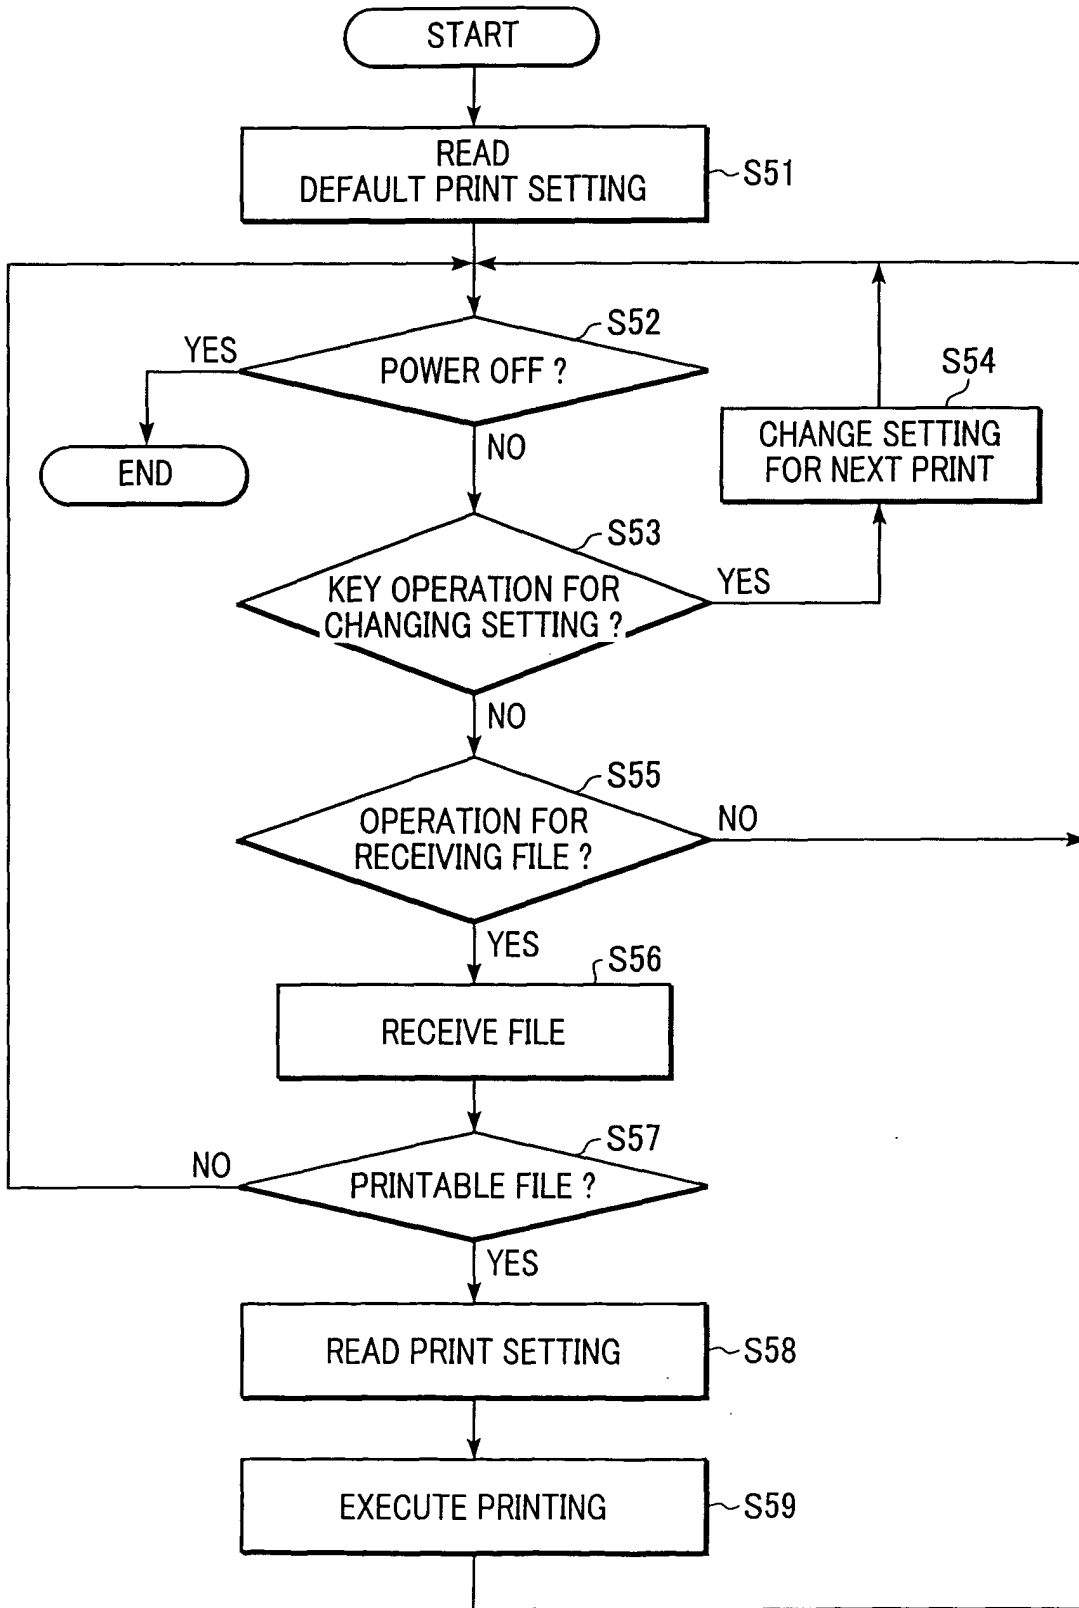 START
READ
DEFAULT PRINT SETTING
S51
S52
YES
POWER OFF ?
S54
NO
END
CHANGE SETTING
FOR NEXT PRINT
S53
KEY OPERATION FOR
CHANGING SETTING ?
YES
NO
S55
OPERATION FOR
RECEIVING FILE ?
NO
YES
S56
RECEIVE FILE
S57
NO
PRINTABLE FILE ?
YES
READ PRINT SETTING
S58
EXECUTE PRINTING
S59